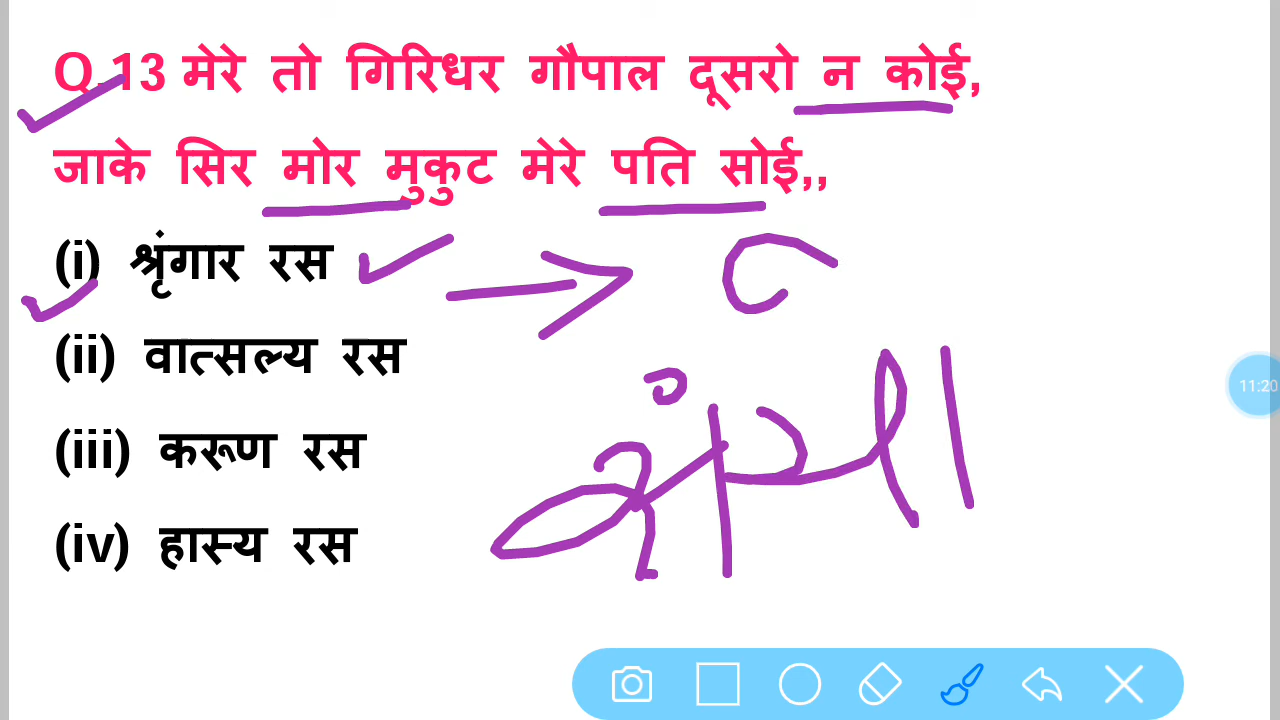 Q.13 मेरे तो गिरिधर गौपाल दूसरो न कोई,
जाके सिर मोर मुकुट मेरे पति सोई,,
(i) श्रृंगार रस
(ii) वात्सल्य रस
(iii) करूण रस
(iv) हास्य रस
11:20